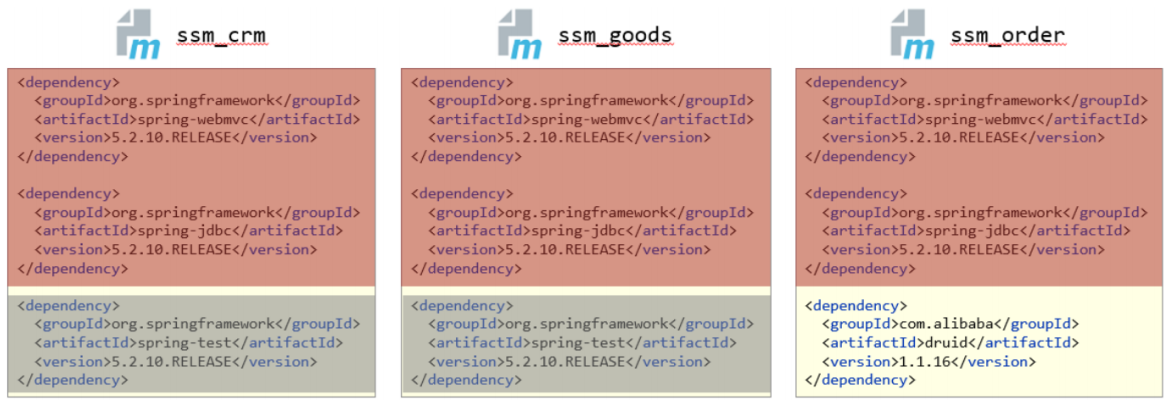 ssm_crm
<dependency>
<groupId>org.springframework</groupId>
<artifactId>spring-webmvc</artifactId>
<version>5.2.10.RELEASE</version>
</dependency>
<dependency>
<groupId>org.springframework</groupId>
<artifactId>spring-jdbc</artifactId>
<version>5.2.10.RELEASE</version>
</dependency>
<dependency>
<groupId>org.springframework</groupId>
<artifactId>spring-test</artifactId>
<version>5.2.10.RELEASE</version>
</dependency>
ssm_goods
<dependency>
<groupId>org.springframework</groupId>
<artifactId>spring-webmvc</artifactId>
<version>5.2.10.RELEASE</version>
</dependency>
<dependency>
<groupId>org.springframework</groupId>
<artifactId>spring-jdbc</artifactId>
<version>5.2.10.RELEASE</version>
</dependency>
<dependency>
<groupId>org.springframework</groupId>
<artifactId>spring-test</artifactId>
<version>5.2.10.RELEASE</version>
</dependency>
ssm_order
<dependency>
<groupId>org.springframework</groupId>
<artifactId>spring-webmvc</artifactId>
<version>5.2.10.RELEASE</version>
</dependency>
<dependency>
<groupId>org.springframework</groupId>
<artifactId>spring-jdbc</artifactId>
<version>5.2.10.RELEASE</version>
</dependency>
<dependency>
<groupId>com.alibaba</groupId>
<artifactId>druid</artifactId>
<version>1.1.16</version>
</dependency>